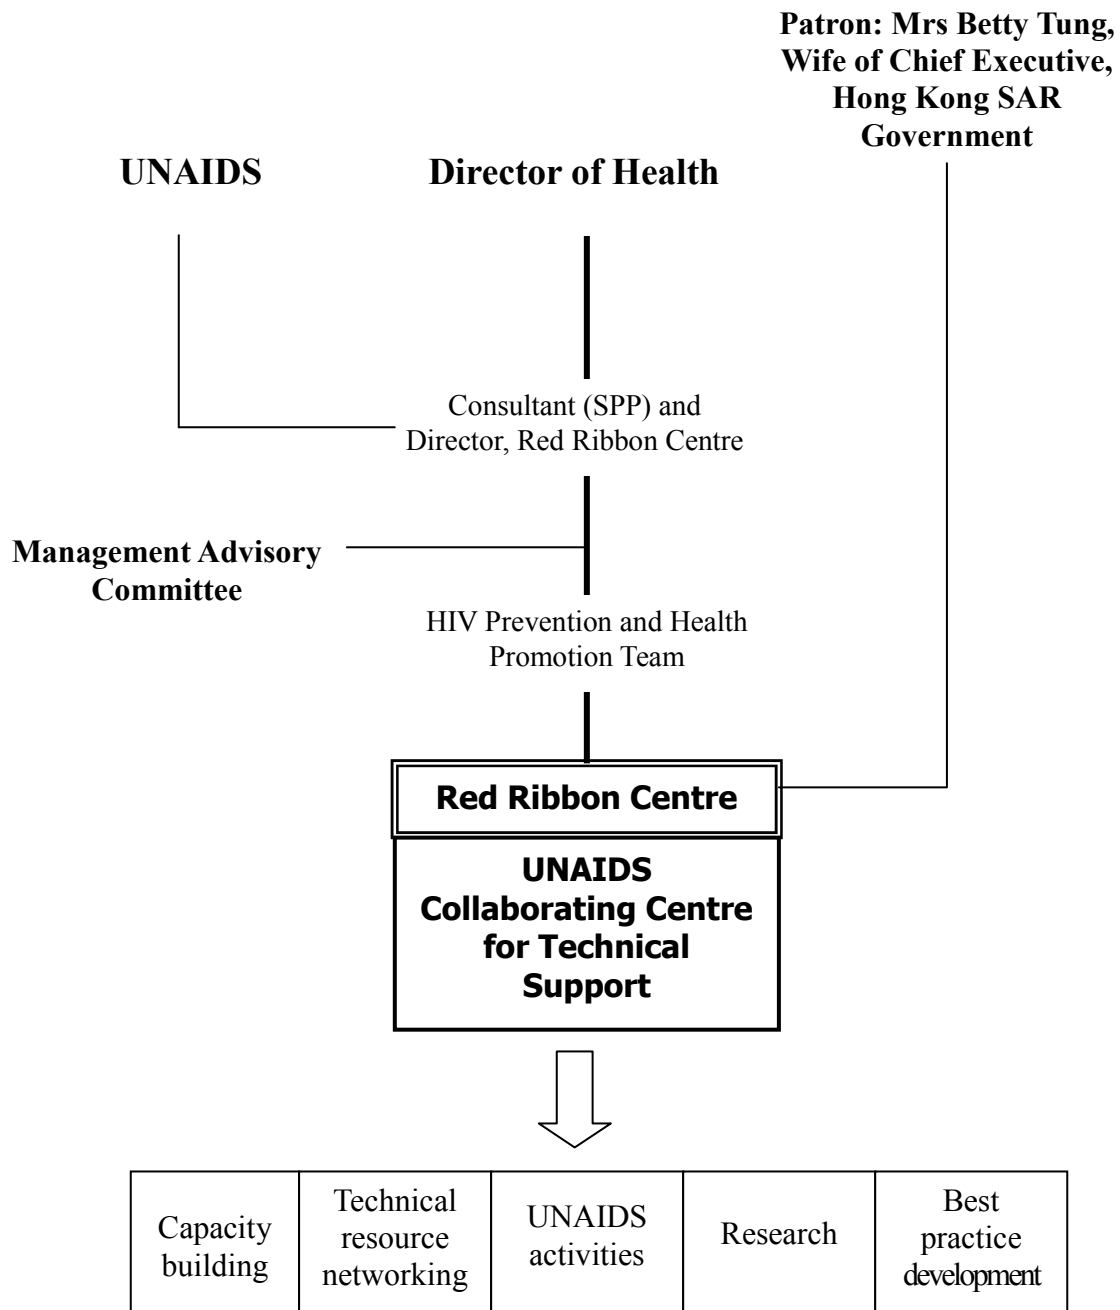 Patron: Mrs Betty Tung,
Wife of Chief Executive,
Hong Kong SAR
Government
UNAIDS
Director of Health
Consultant (SPP) and
Director, Red Ribbon Centre
Management Advisory
Committee
HIV Prevention and Health
Promotion Team
Red Ribbon Centre
UNAIDS
Collaborating Centre
for Technical
Support
Capacity
building
Technical
resource
networking
UNAIDS
activities
Research
Best
practice
development